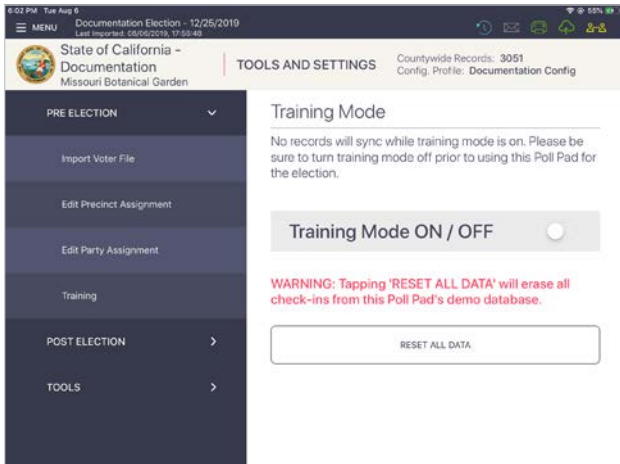 6:02 PM Tue Aug 6
55%
MENU
Documentation Election - 12/25/2019
Last Imported: 08/06/2019, 17:50:48
State of California -
Documentation
Missouri Botanical Garden
TOOLS AND SETTINGS
Countywide Records: 3051
Config. Profile: Documentation Config
PRE ELECTION
Import Voter File
Edit Precinct Assignment
Edit Party Assignment
Training
POST ELECTION
TOOLS
Training Mode
No records will sync while training mode is on. Please be
sure to turn training mode off prior to using this Poll Pad for
the election.
Training Mode ON / OFF
WARNING: Tapping 'RESET ALL DATA' will erase all
check-ins from this Poll Pad's demo database.
RESET ALL DATA